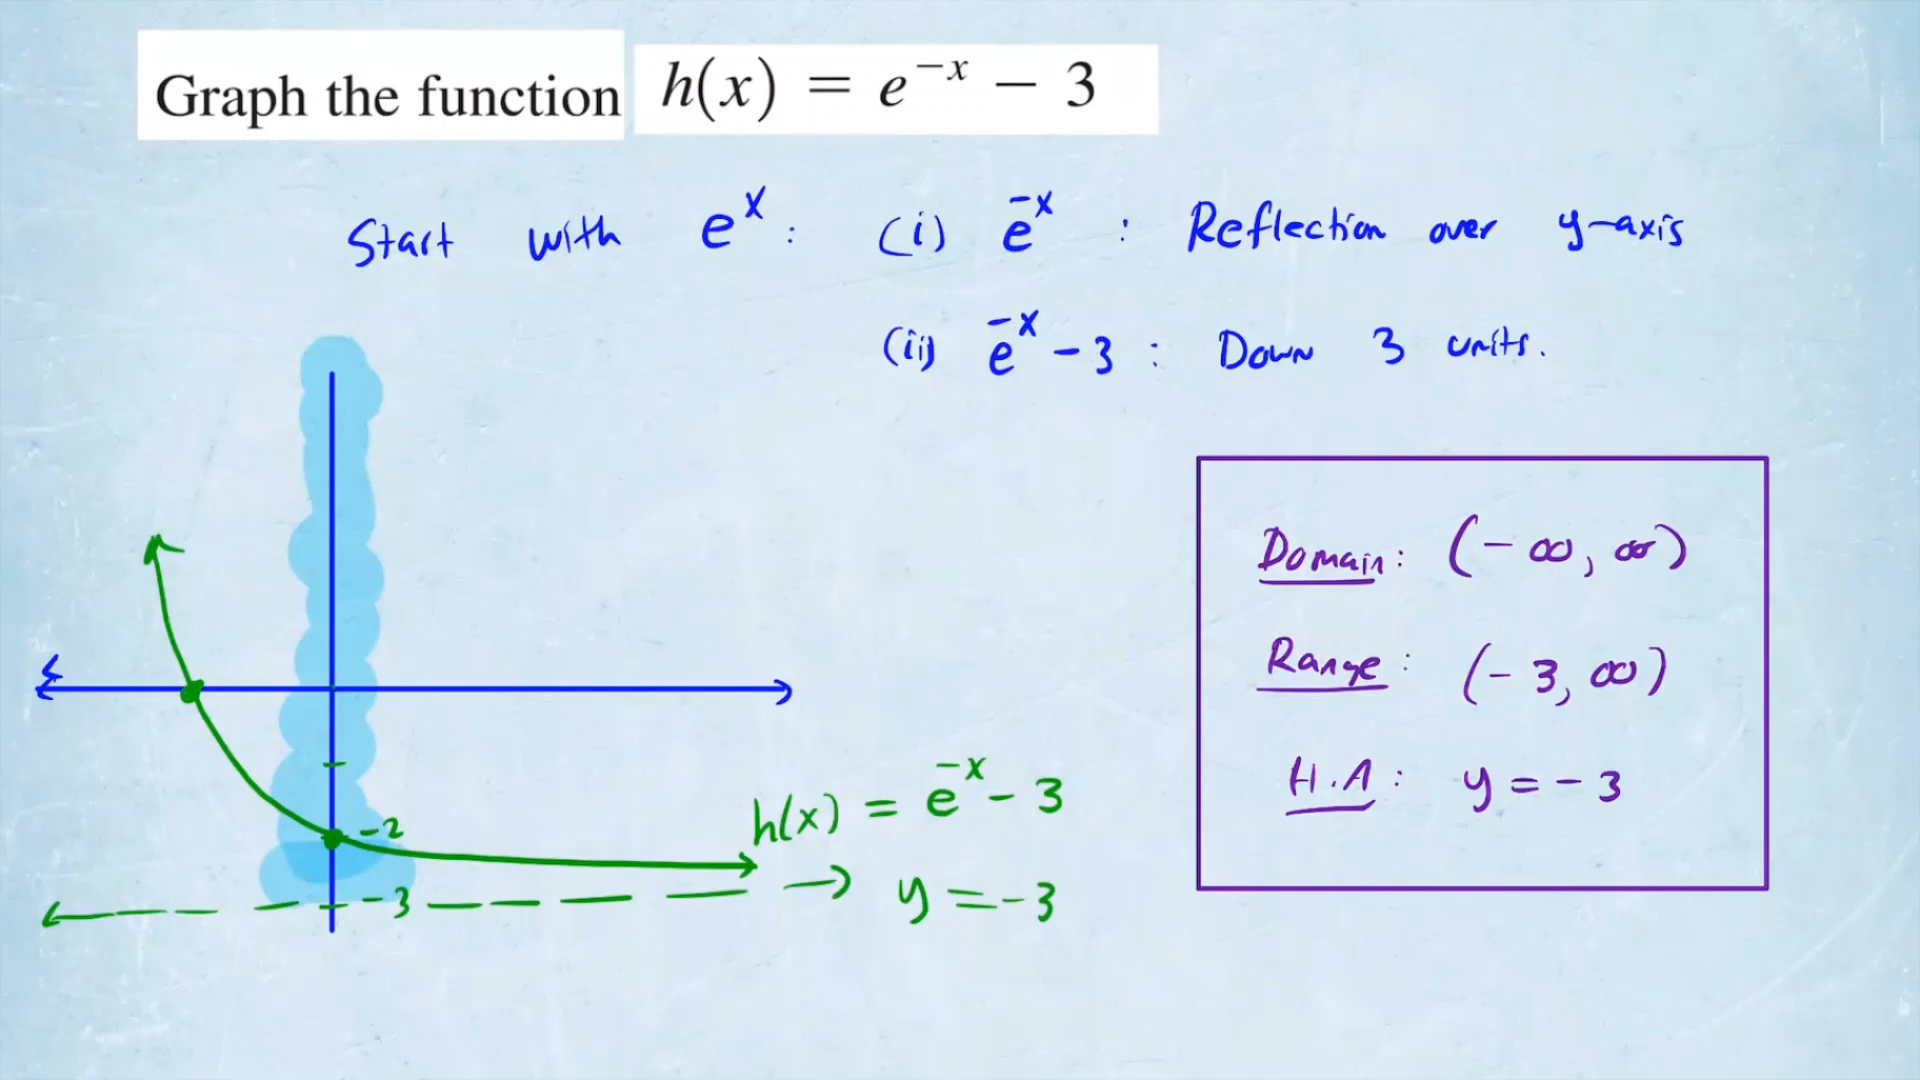 Graph the function h(x) = e^{-x} − 3
Start with e^x : (i) e^{-x} : Reflection over y-axis
(ii) e^{-x} - 3 : Down 3 units.
Domain: (-∞, ∞)
Range: (-3, ∞)
H.A: y = -3
-2
h(x) = e^{-x} - 3
-3
y = -3